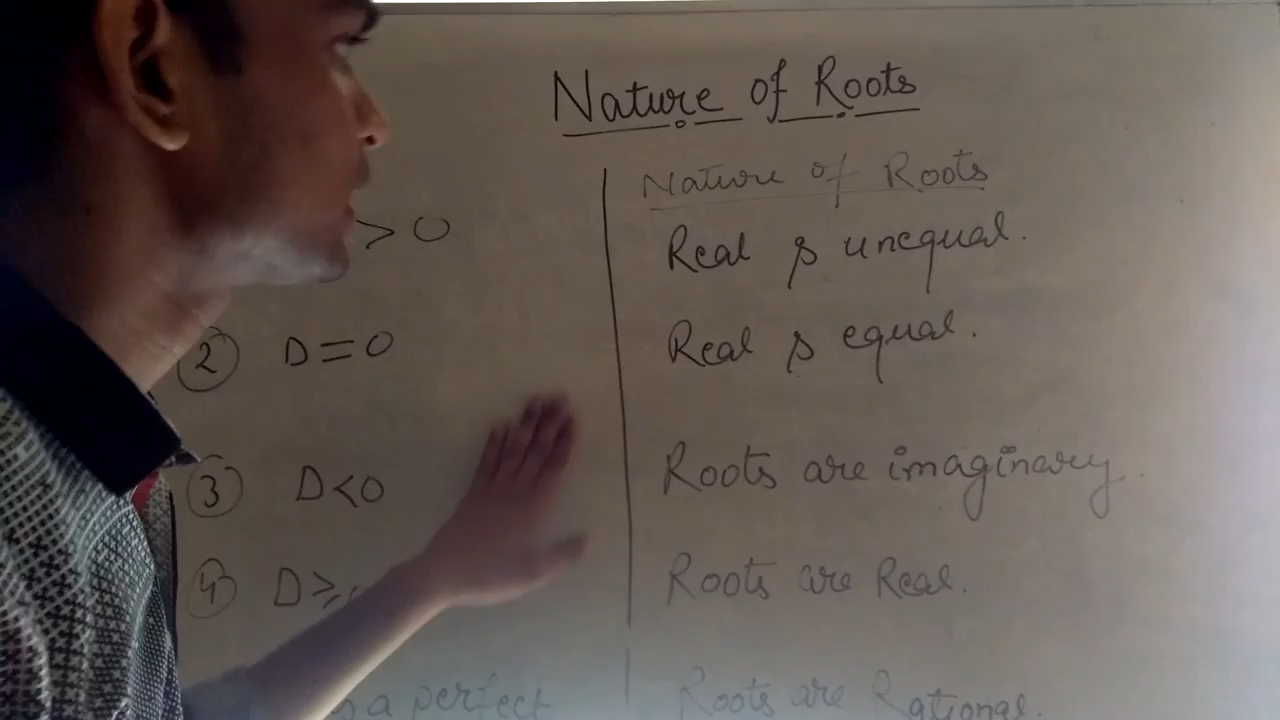 Nature of Roots
Nature of Roots
> 0 Real & unequal.
② D = 0 Real & equal.
③ D < 0 Roots are imaginary.
④ D ≥ Roots are Real.
a perfect Roots are Rational.